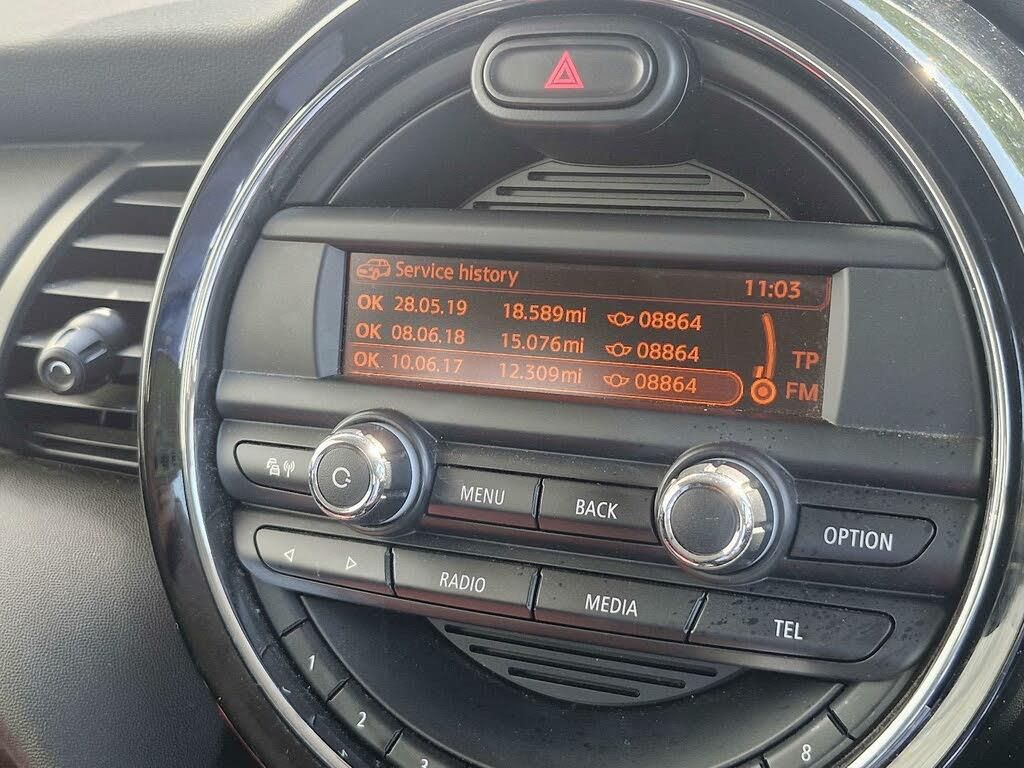 Service history 11:03
OK 28.05.19 18.589mi 08864
OK 08.06.18 15.076mi 08864
OK 10.06.17 12.309mi 08864
TP
FM
MENU
BACK
OPTION
RADIO
MEDIA
TEL
1
2
3
8